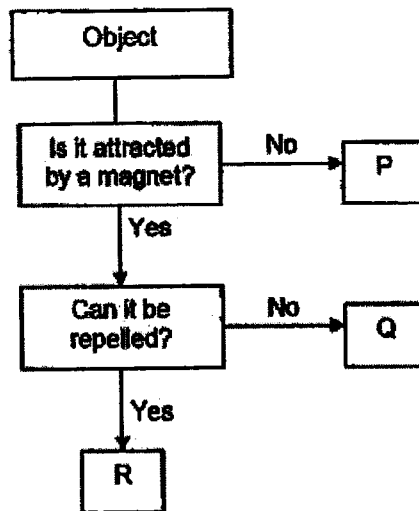 Object
Is it attracted
by a magnet?
No
P
Yes
Can it be
repelled?
No
Q
Yes
R